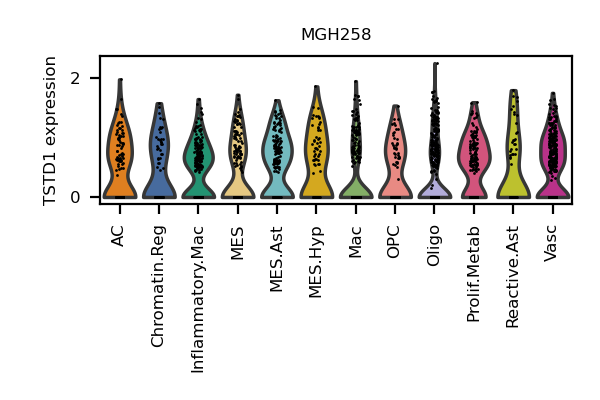 MGH258
TSTD1 expression
2
0
AC
Chromatin.Reg
Inflammatory.Mac
MES
MES.Ast
MES.Hyp
Mac
OPC
Oligo
Prolif.Metab
Reactive.Ast
Vasc